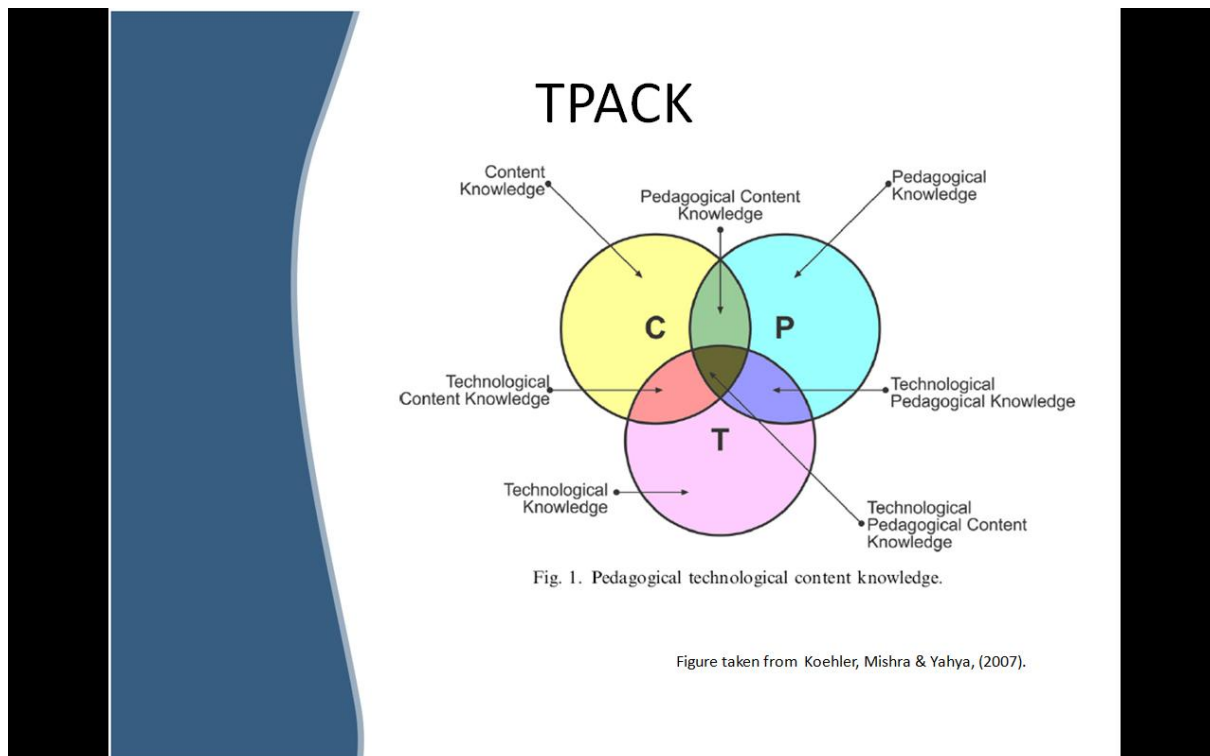 TPACK
Content
Knowledge
Pedagogical Content
Knowledge
Pedagogical
Knowledge
C
P
Technological
Content Knowledge
Technological
Pedagogical Knowledge
T
Technological
Knowledge
Technological
Pedagogical Content
Knowledge
Fig. 1. Pedagogical technological content knowledge.
Figure taken from Koehler, Mishra & Yahya, (2007).